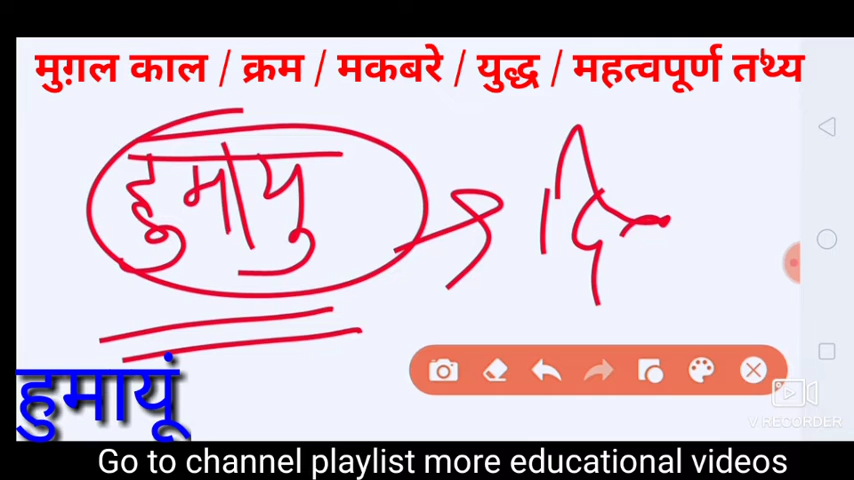 मुग़ल काल / क्रम / मकबरे / युद्ध / महत्वपूर्ण तथ्य
हुमायु
हुमायूं
V RECORDER
Go to channel playlist more educational videos